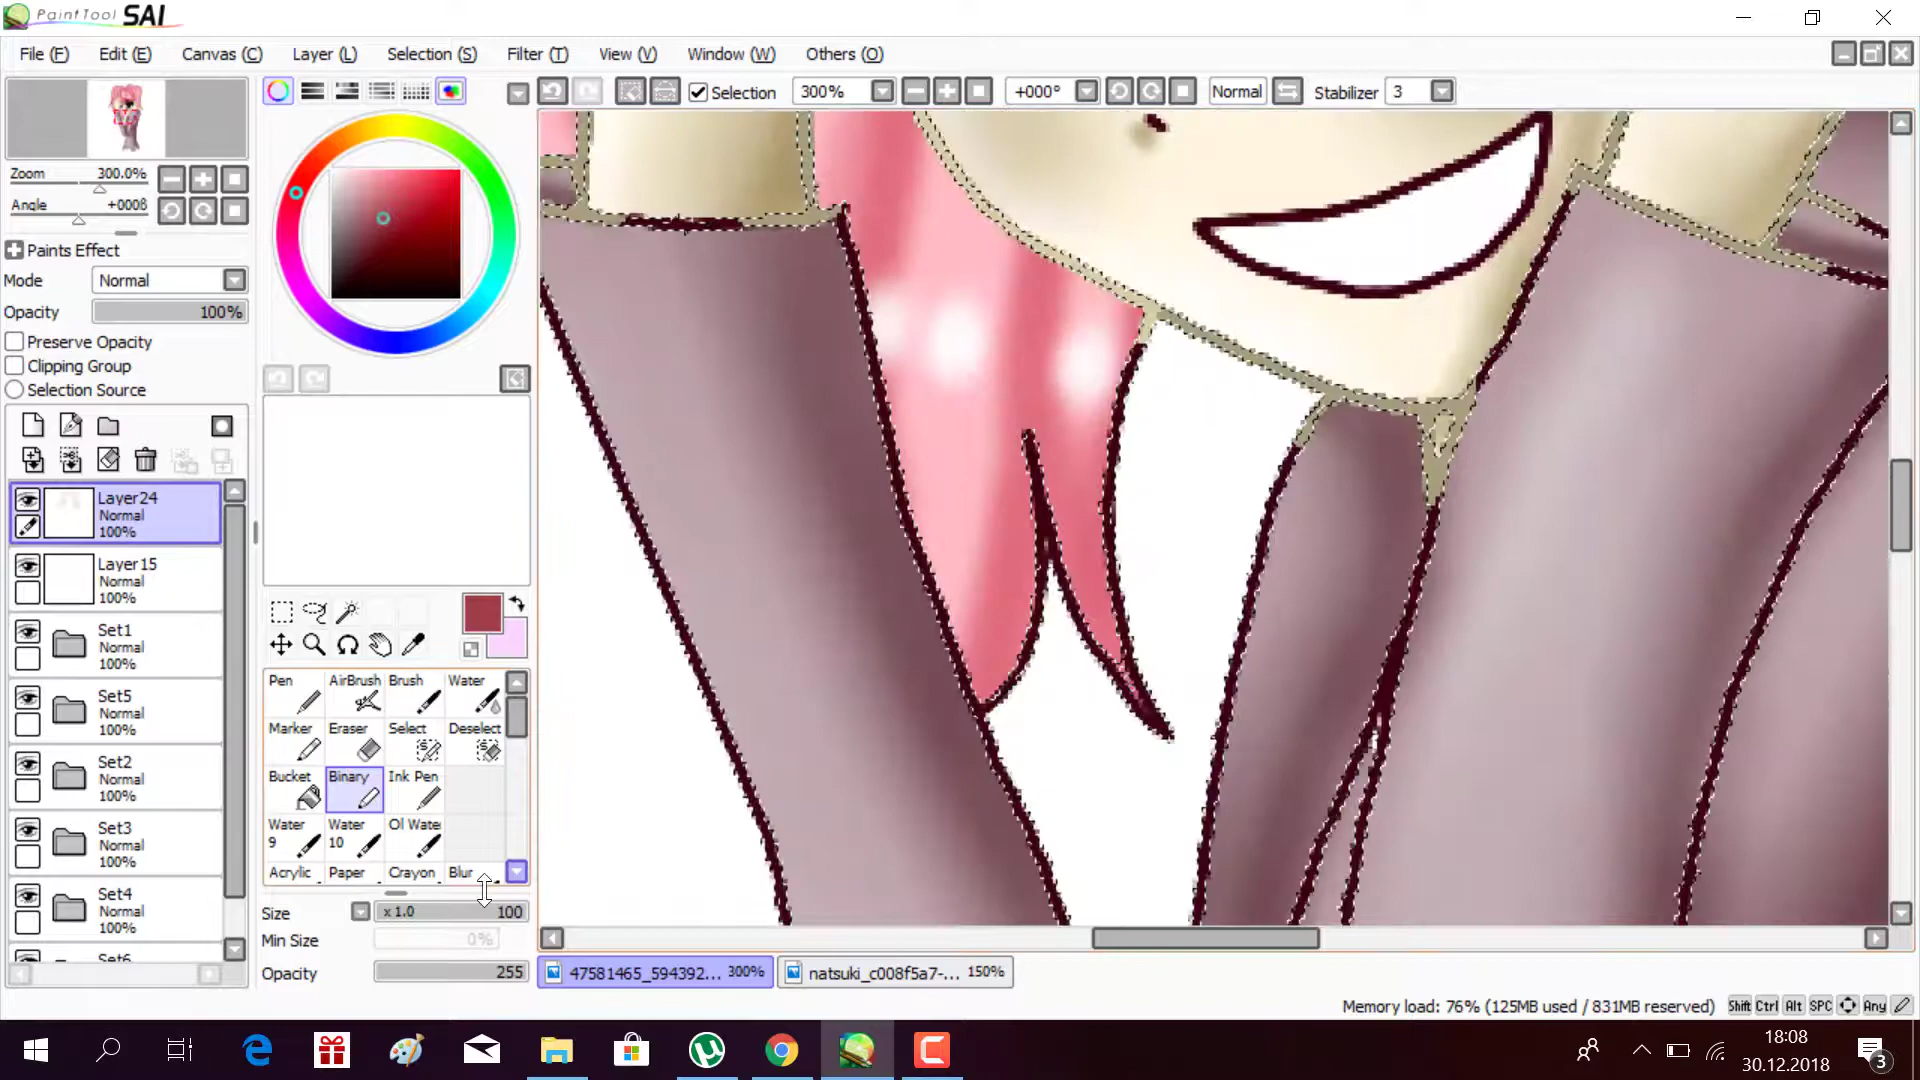 PaintTool SAI
File (F) Edit (E) Canvas (C) Layer (L) Selection (S) Filter (T) View (V) Window (W) Others (O)
Selection 300% +000° Normal Stabilizer 3
Zoom 300.0%
Angle +000
Paints Effect
Mode Normal
Opacity 100%
Preserve Opacity
Clipping Group
Selection Source
Layer24
Normal
100%
Layer15
Normal
100%
Set1
Normal
100%
Set5
Normal
100%
Set2
Normal
100%
Set3
Normal
100%
Set4
Normal
100%
Set6
Pen AirBrush Brush Water
Marker Eraser Select Deselect
Bucket Binary Ink Pen
Water 9 Water 10 Ol Wate
Acrylic Paper Crayon Blur
Size x 1.0 100
Min Size 0%
Opacity 255
47581465_594392... 300% natsuki_c008f5a7-... 150%
Memory load: 76% (125MB used / 831MB reserved) Shift Ctrl Alt SPC Any
18:08
30.12.2018
3